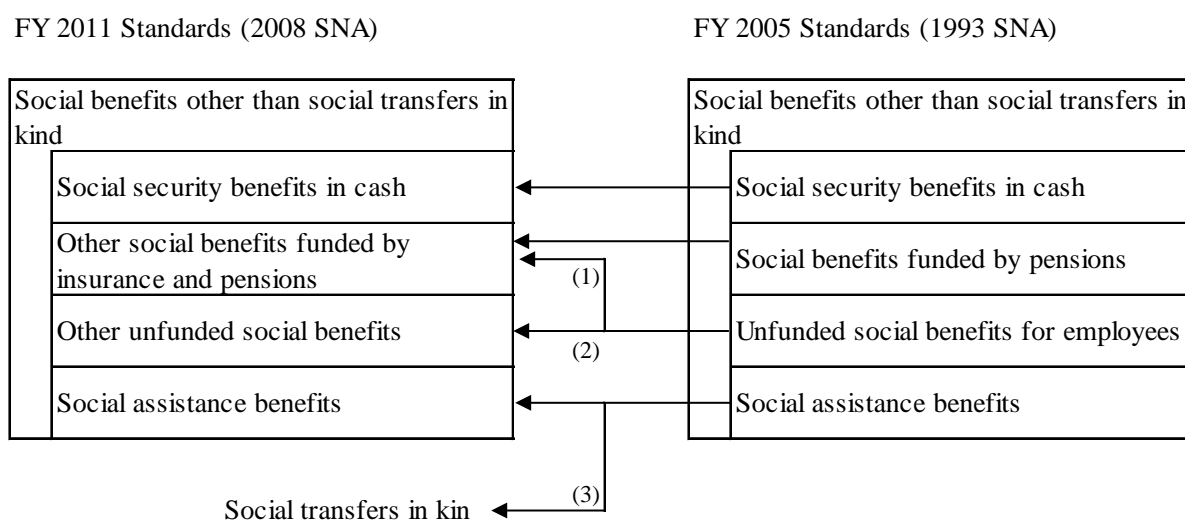 FY 2011 Standards (2008 SNA)
FY 2005 Standards (1993 SNA)
Social benefits other than social transfers in
kind
Social security benefits in cash
Other social benefits funded by
insurance and pensions
Other unfunded social benefits
Social assistance benefits
Social benefits other than social transfers in
kind
Social security benefits in cash
Social benefits funded by pensions
Unfunded social benefits for employees
Social assistance benefits
(1)
(2)
(3)
Social transfers in kin